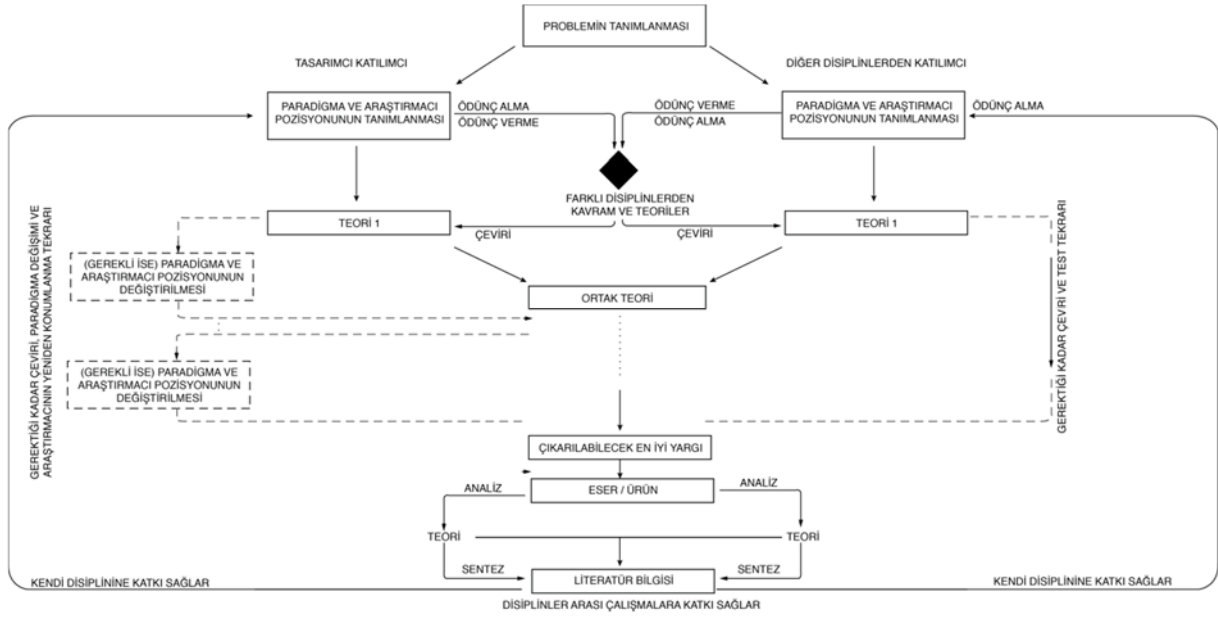 PROBLEMİN TANIMLANMASI
TASARIMCI KATILIMCI
DİĞER DİSİPLİNLERDEN KATILIMCI
PARADİGMA VE ARAŞTIRMACI
POZİSYONUNUN TANIMLANMASI
ÖDÜNÇ ALMA
ÖDÜNÇ VERME
ÖDÜNÇ VERME
ÖDÜNÇ ALMA
PARADİGMA VE ARAŞTIRMACI
POZİSYONUNUN TANIMLANMASI
ÖDÜNÇ ALMA
FARKLI DİSİPLİNLERDEN
KAVRAM VE TEORİLER
TEORİ 1
ÇEVİRİ
ÇEVİRİ
TEORİ 1
(GEREKLİ İSE) PARADİGMA VE
ARAŞTIRMACI POZİSYONUNUN
DEĞİŞTİRİLMESİ
ORTAK TEORİ
(GEREKLİ İSE) PARADİGMA VE
ARAŞTIRMACI POZİSYONUNUN
DEĞİŞTİRİLMESİ
GEREKTİĞİ KADAR ÇEVİRİ, PARADİGMA DEĞİŞİMİ VE
ARAŞTIRMACININ YENİDEN KONUMLANMA TEKRARI
GEREKTİĞİ KADAR ÇEVİRİ VE TEST TEKRARI
ÇIKARILABİLECEK EN İYİ YARGI
ANALİZ
ESER / ÜRÜN
ANALİZ
TEORİ
TEORİ
SENTEZ
LİTERATÜR BİLGİSİ
SENTEZ
KENDİ DİSİPLİNİNE KATKI SAĞLAR
KENDİ DİSİPLİNİNE KATKI SAĞLAR
DİSİPLİNLER ARASI ÇALIŞMALARA KATKI SAĞLAR